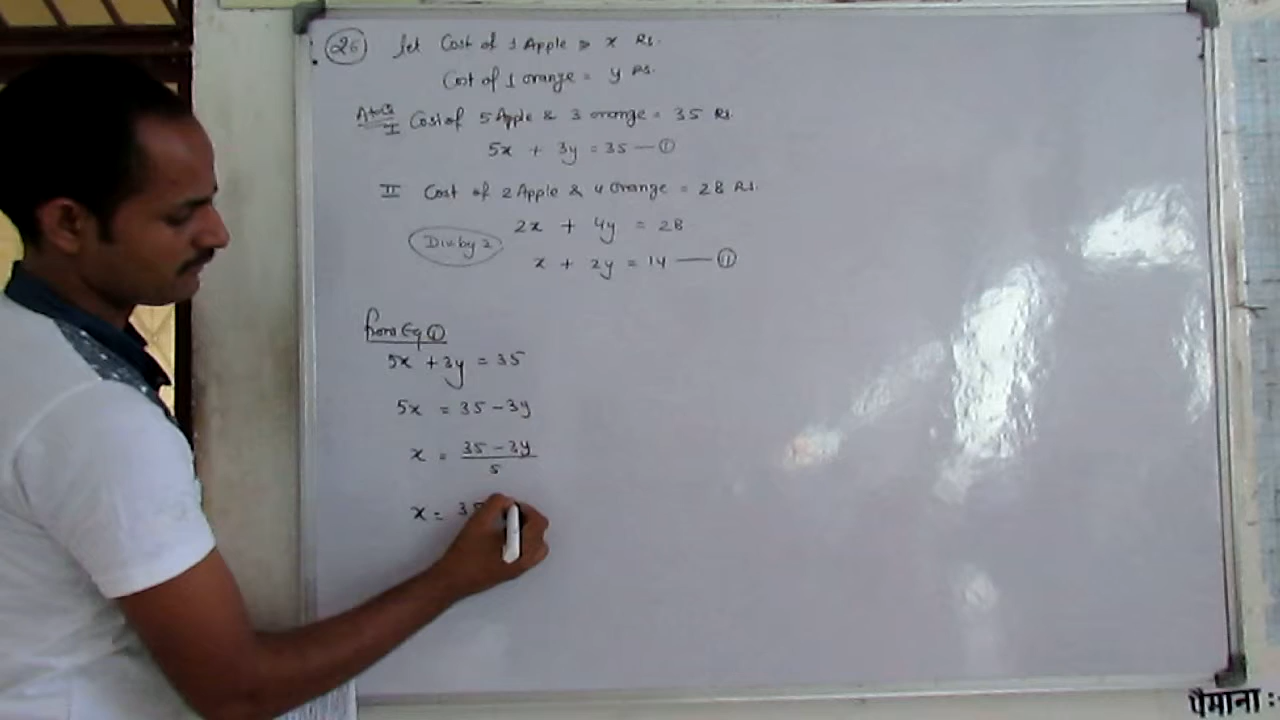 26 Let Cost of 1 Apple = x Rs.
Cost of 1 orange = y Rs.
AtoQ
I Cost of 5 Apple & 3 orange = 35 Rs.
5x + 3y = 35 — ①
II Cost of 2 Apple & 4 Orange = 28 Rs.
2x + 4y = 28
Div by 2
x + 2y = 14 — ⑪
from Eq ①
5x + 3y = 35
5x = 35 - 3y
x = 35 - 3y
5
x = 35
पैमाना :